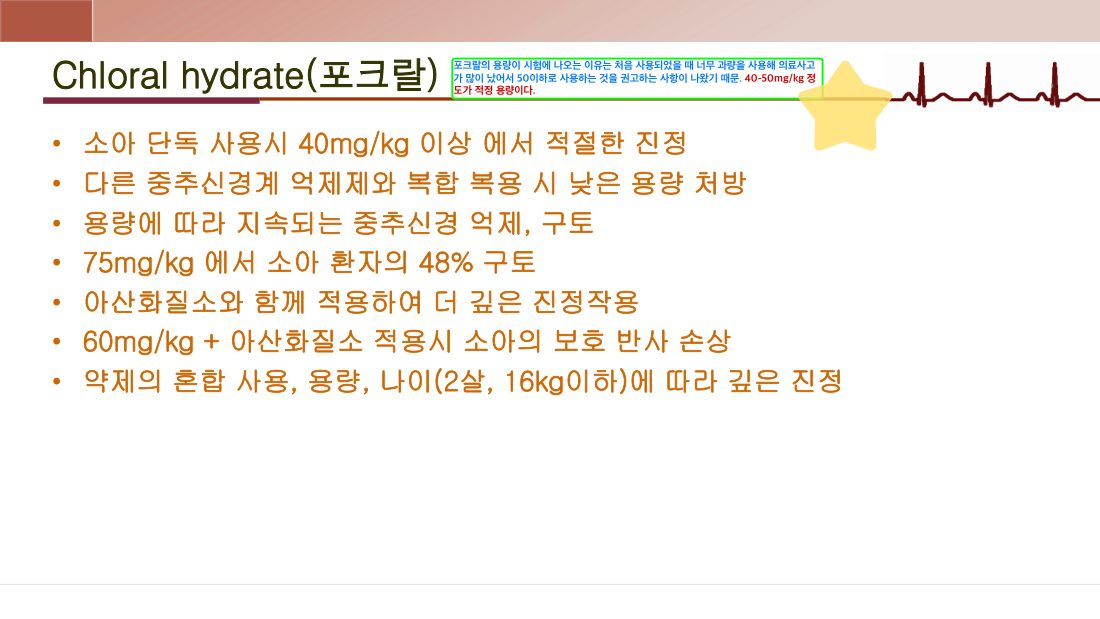 Chloral hydrate(포크랄)
포크랄의 용량이 시험에 나오는 이유는 처음 사용되었을 때 너무 과량을 사용해 의료사고
가 많이 났어서 50이하로 사용하는 것을 권고하는 사항이 나왔기 때문. 40-50mg/kg 정
도가 적정 용량이다.
• 소아 단독 사용시 40mg/kg 이상 에서 적절한 진정
• 다른 중추신경계 억제제와 복합 복용 시 낮은 용량 처방
• 용량에 따라 지속되는 중추신경 억제, 구토
• 75mg/kg 에서 소아 환자의 48% 구토
• 아산화질소와 함께 적용하여 더 깊은 진정작용
• 60mg/kg + 아산화질소 적용시 소아의 보호 반사 손상
• 약제의 혼합 사용, 용량, 나이(2살, 16kg이하)에 따라 깊은 진정